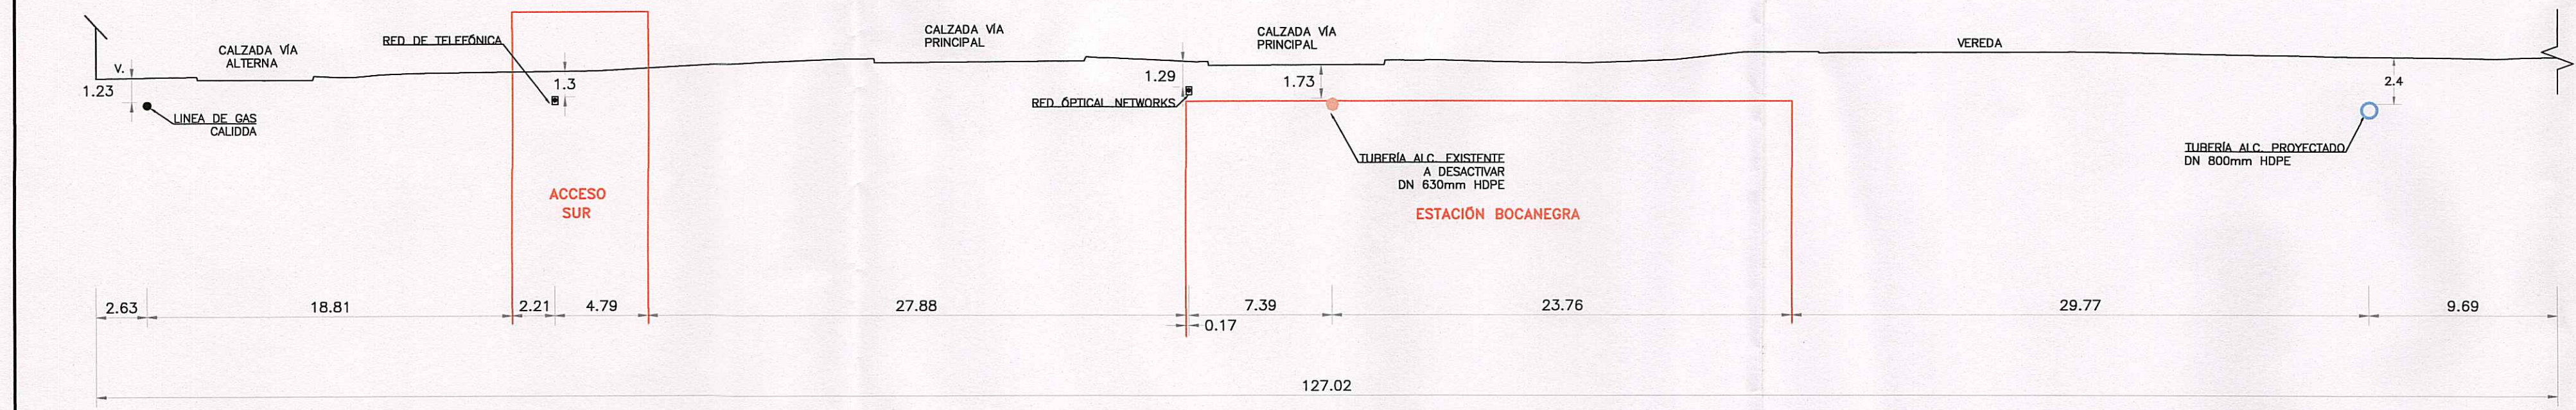 CALZADA VÍA
ALTERNA
RED DE TELEFÓNICA
CALZADA VÍA
PRINCIPAL
CALZADA VÍA
PRINCIPAL
VEREDA
V.
1.23
1.3
1.29
1.73
2.4
LINEA DE GAS
CALIDDA
RED ÓPTICAL NETWORKS
TUBERÍA ALC. EXISTENTE
A DESACTIVAR
DN 630mm HDPE
TUBERÍA ALC. PROYECTADO
DN 800mm HDPE
ACCESO
SUR
ESTACIÓN BOCANEGRA
2.63
18.81
2.21
4.79
27.88
7.39
23.76
29.77
9.69
0.17
127.02